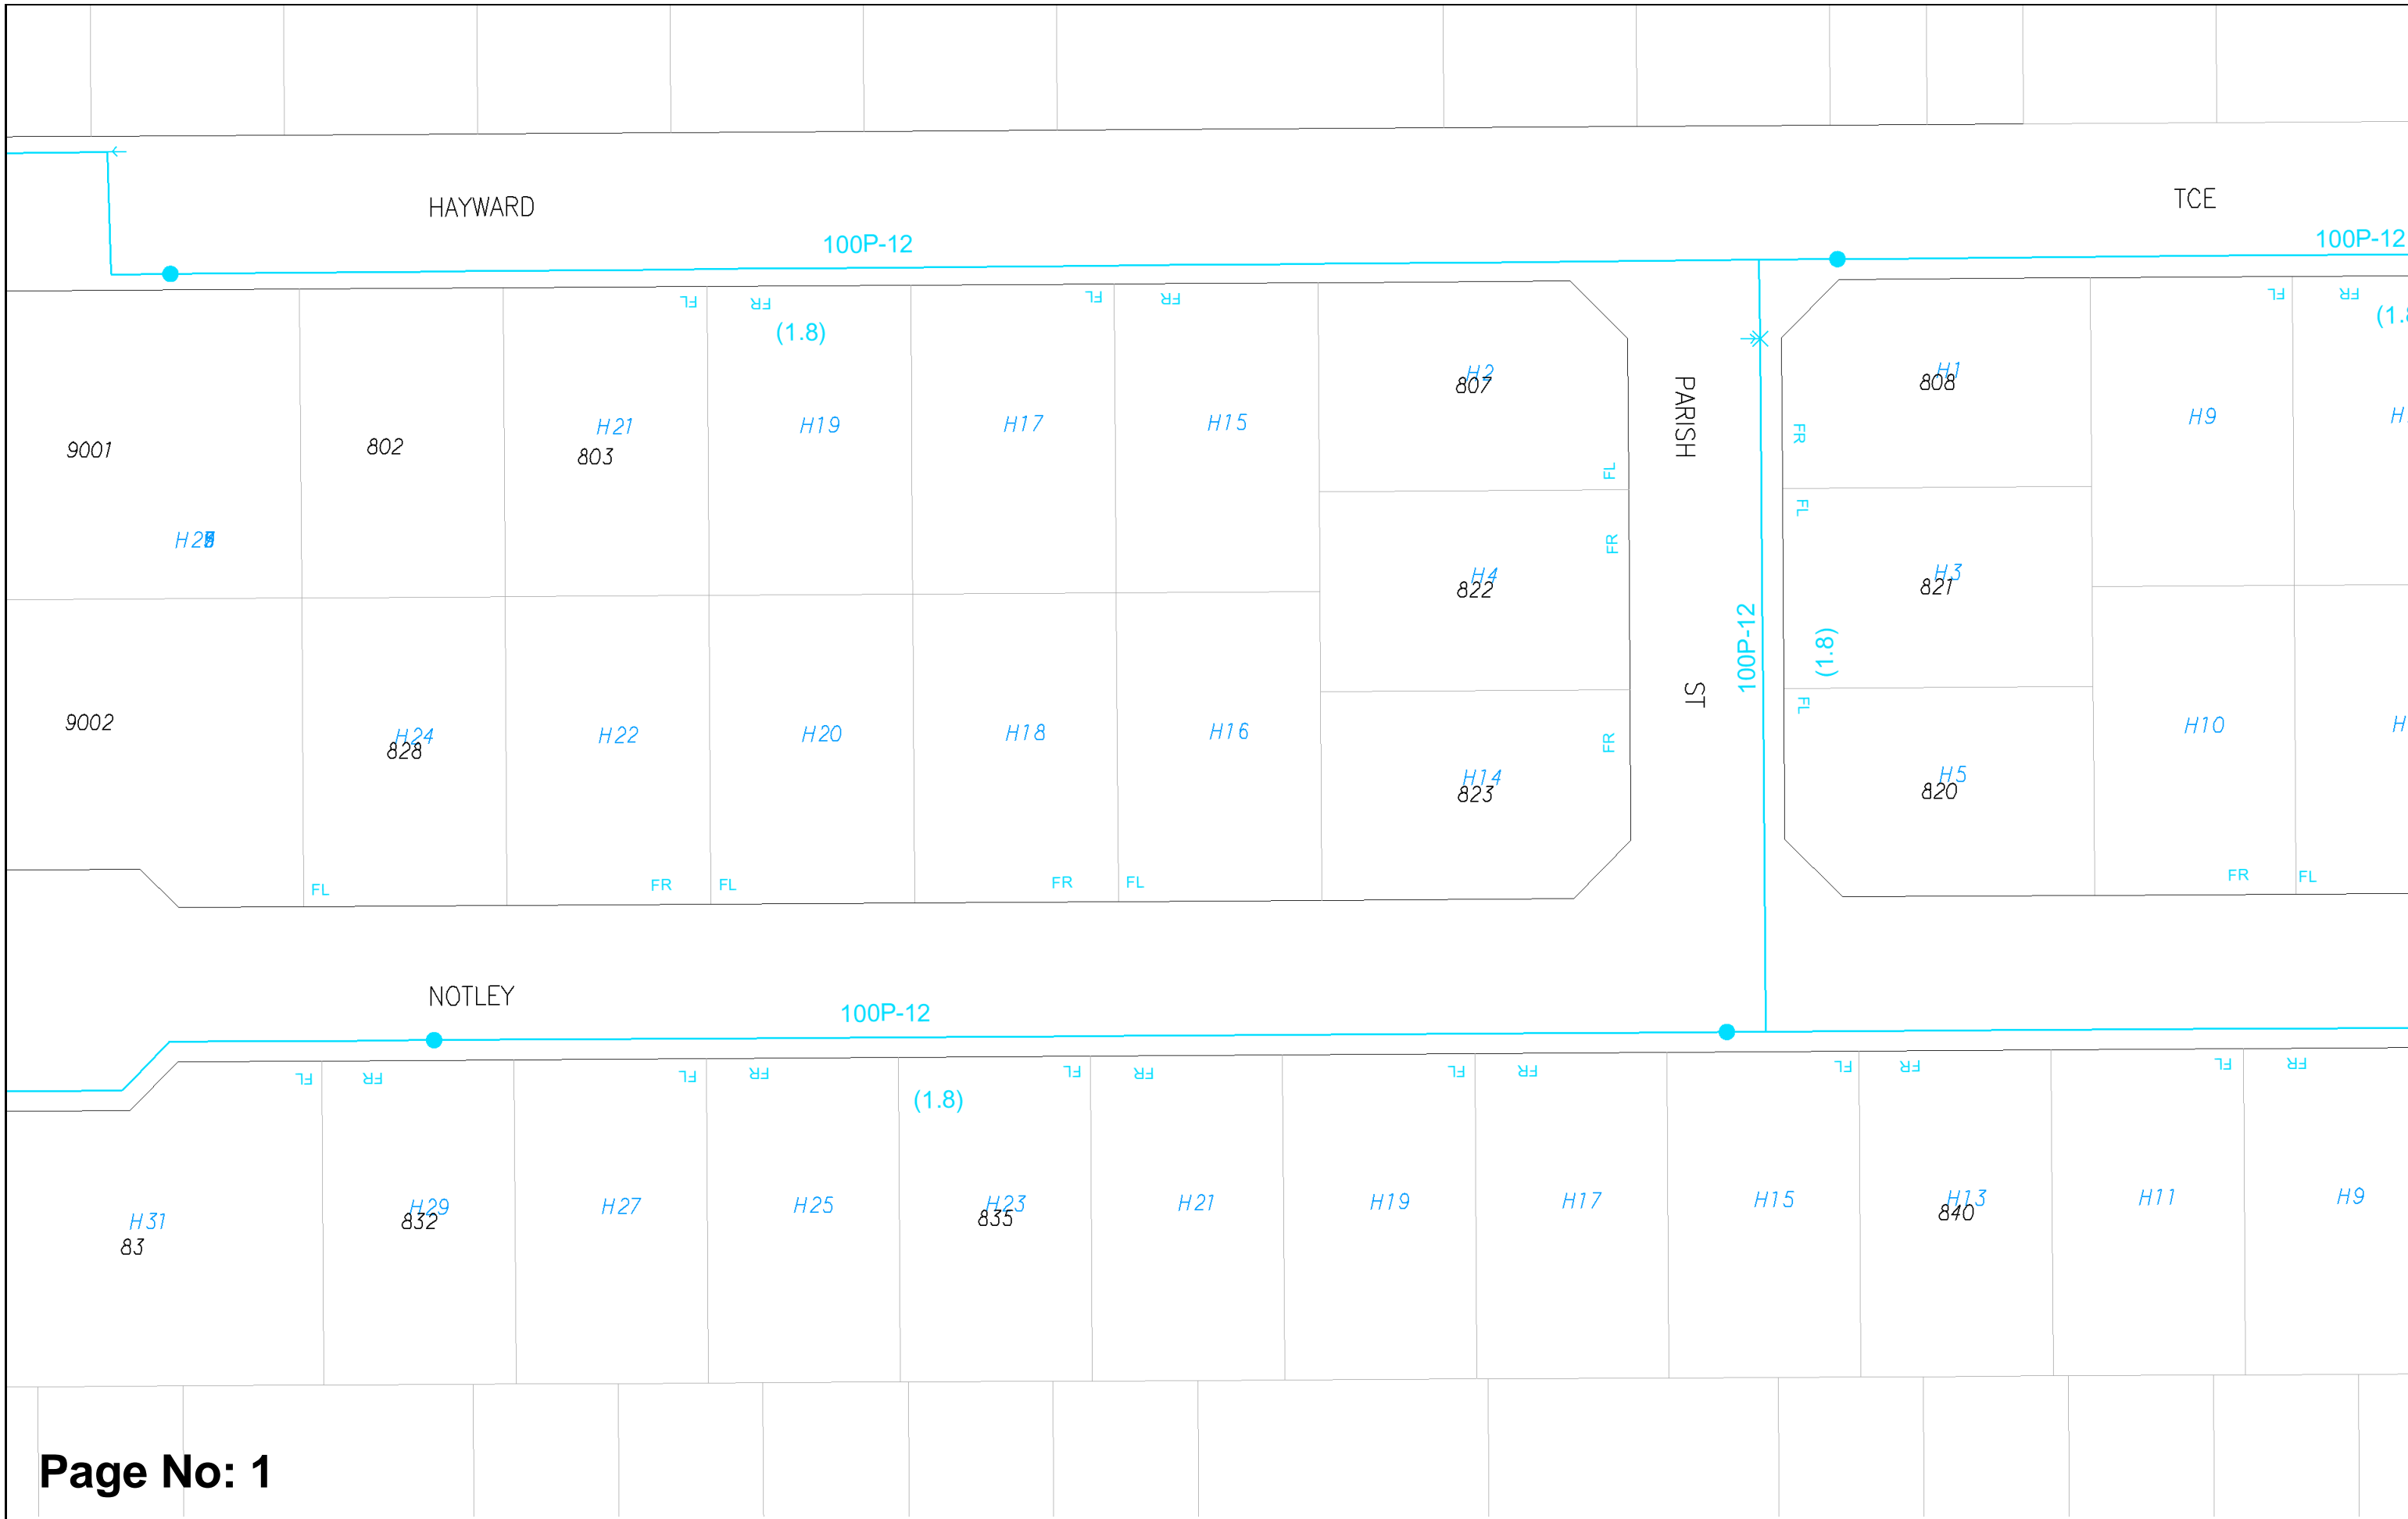 HAYWARD
TCE
100P-12
100P-12
FL
FR
FL
FR
FL
FR
(1.8)
H21
803
H19
H17
H15
H2
807
PARISH
H1
808
H9
9001
802
FL
FR
FR
FL
H4
822
H3
821
100P-12
(1.8)
ST
FR
FL
9002
H24
828
H22
H20
H18
H16
H14
823
H5
820
H10
FL
FR
FL
FR
FL
FR
FL
NOTLEY
100P-12
FL
FR
FL
FR
FL
FR
FL
FR
FL
FR
FL
FR
(1.8)
H31
83
H29
832
H27
H25
H23
835
H21
H19
H17
H15
H13
840
H11
H9
Page No: 1